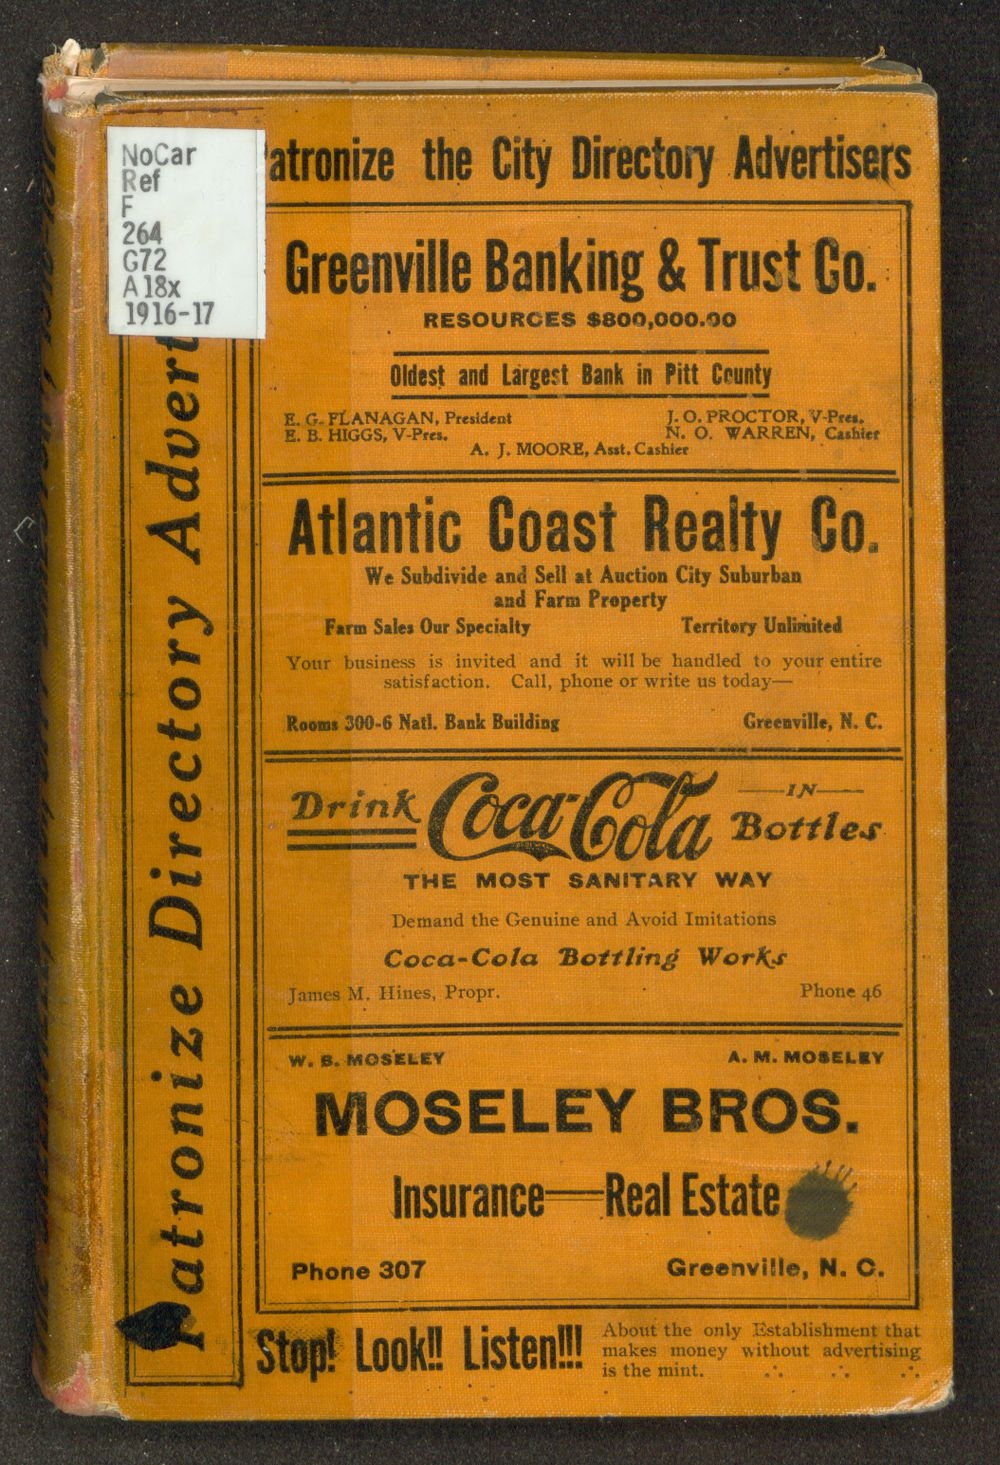 NoCar
Ref
F
264
G72
A18x
1916-17
Patronize the City Directory Advertisers
Greenville Banking & Trust Co.
RESOURCES $800,000.00
Oldest and Largest Bank in Pitt County
E. G. FLANAGAN, President J. O. PROCTOR, V-Pres.
E. B. HIGGS, V-Pres. N. O. WARREN, Cashier
A. J. MOORE, Asst. Cashier
Atlantic Coast Realty Co.
We Subdivide and Sell at Auction City Suburban
and Farm Property
Farm Sales Our Specialty Territory Unlimited
Your business is invited and it will be handled to your entire
satisfaction. Call, phone or write us today—
Rooms 300-6 Natl. Bank Building Greenville, N. C.
Drink Coca-Cola IN Bottles
THE MOST SANITARY WAY
Demand the Genuine and Avoid Imitations
Coca-Cola Bottling Works
James M. Hines, Propr. Phone 46
W. B. MOSELEY A. M. MOSELEY
MOSELEY BROS.
Insurance—Real Estate
Phone 307 Greenville, N. C.
Stop! Look!! Listen!!!
About the only Establishment that
makes money without advertising
is the mint.
Patronize Directory Advert